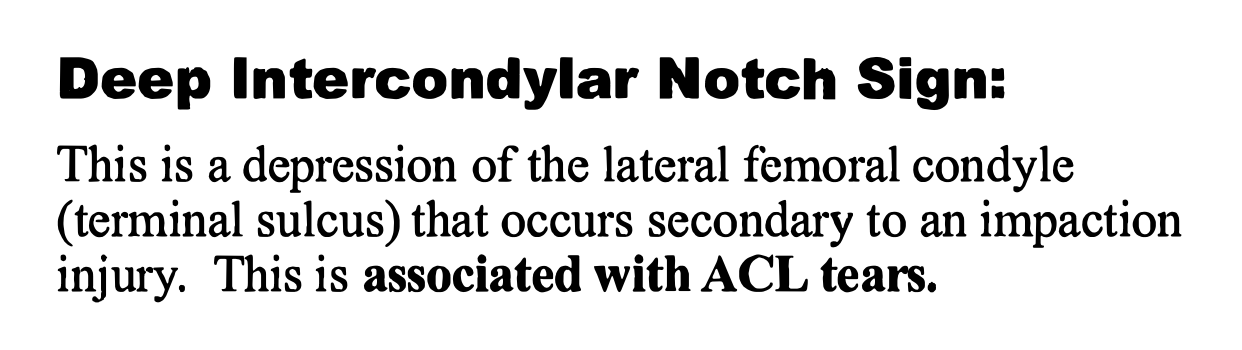 Deep Intercondylar Notch Sign:
This is a depression of the lateral femoral condyle
(terminal sulcus) that occurs secondary to an impaction
injury.  This is associated with ACL tears.